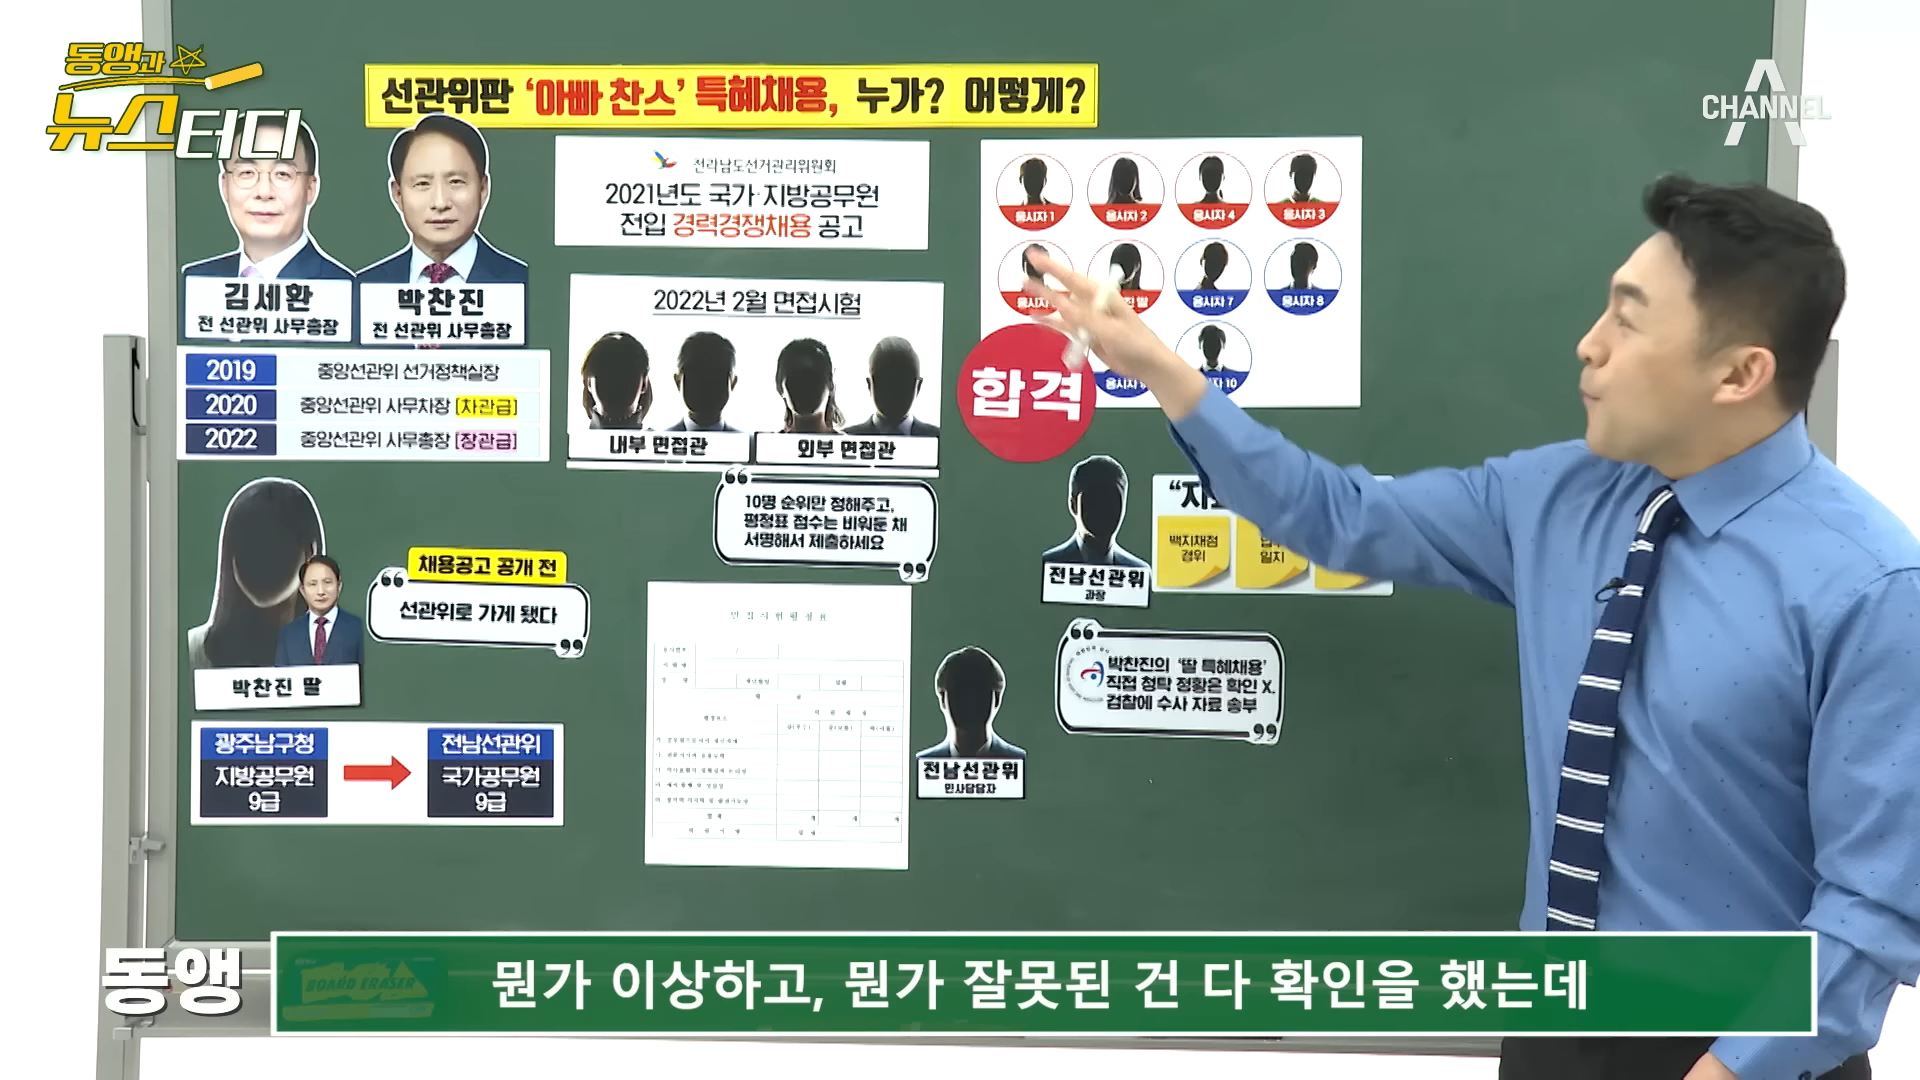 동앵과
뉴스터디
CHANNEL A
선관위판 ‘아빠 찬스’ 특혜채용, 누가? 어떻게?
김세환
전 선관위 사무총장
박찬진
전 선관위 사무총장
2019 중앙선관위 선거정책실장
2020 중앙선관위 사무차장 [차관급]
2022 중앙선관위 사무총장 [장관급]
박찬진 딸
채용공고 공개 전
“선관위로 가게 됐다”
광주남구청
지방공무원
9급
전남선관위
국가공무원
9급
전라남도선거관리위원회
2021년도 국가·지방공무원
전입 경력경쟁채용 공고
2022년 2월 면접시험
내부 면접관
외부 면접관
“10명 순위만 정해주고,
평정표 점수는 비워둔 채
서명해서 제출하세요”
응시자 1
응시자 2
응시자 4
응시자 3
딸
응시자 7
응시자 8
10
합격
전남선관위
과장
백지채점
경위
일지
전남선관위
인사담당자
“박찬진의 ‘딸 특혜채용’
직접 청탁 정황은 확인 X.
검찰에 수사 자료 송부”
BOARD ERASER
동앵
뭔가 이상하고, 뭔가 잘못된 건 다 확인을 했는데